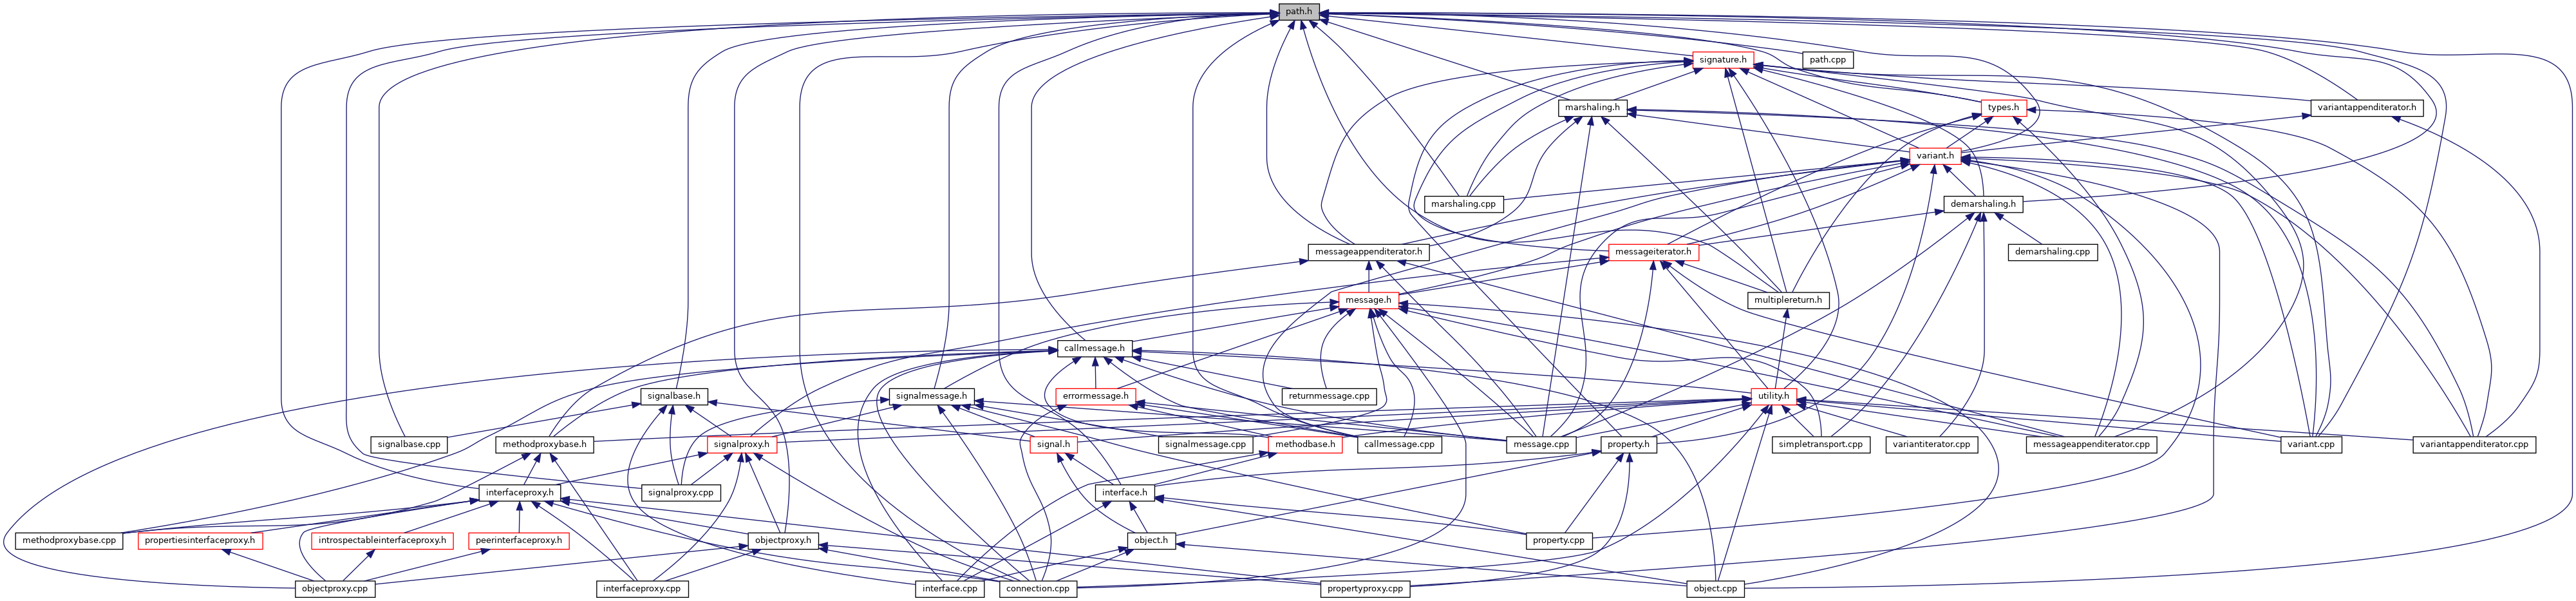 path.h
signature.h
path.cpp
marshaling.h
types.h
variantappenditerator.h
variant.h
marshaling.cpp
demarshaling.h
messageappenditerator.h
messageiterator.h
demarshaling.cpp
message.h
multiplereturn.h
callmessage.h
signalbase.h
signalmessage.h
errormessage.h
returnmessage.cpp
utility.h
signalbase.cpp
methodproxybase.h
signalproxy.h
signal.h
signalmessage.cpp
methodbase.h
callmessage.cpp
message.cpp
property.h
simpletransport.cpp
variantiterator.cpp
messageappenditerator.cpp
variant.cpp
variantappenditerator.cpp
interfaceproxy.h
signalproxy.cpp
interface.h
methodproxybase.cpp
propertiesinterfaceproxy.h
introspectableinterfaceproxy.h
peerinterfaceproxy.h
objectproxy.h
object.h
property.cpp
objectproxy.cpp
interfaceproxy.cpp
interface.cpp
connection.cpp
propertyproxy.cpp
object.cpp